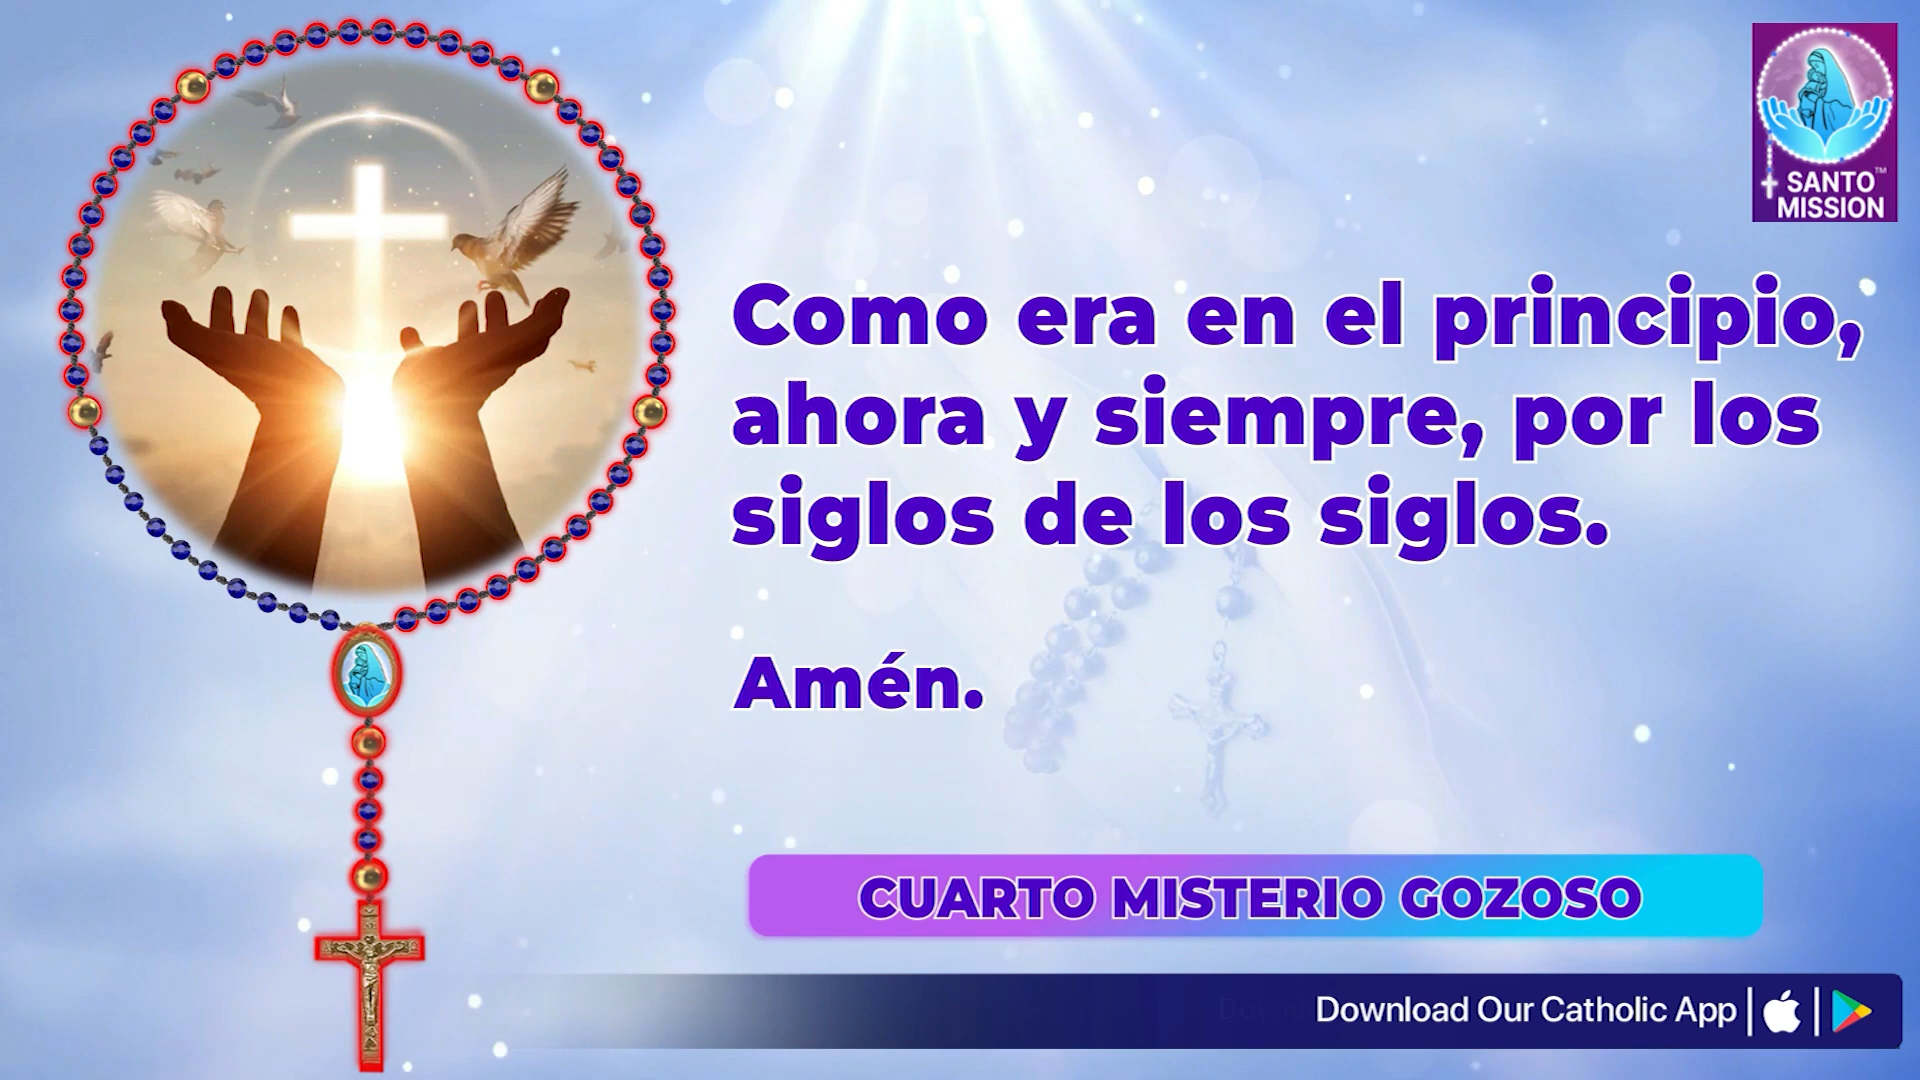 SANTO™
MISSION
Como era en el principio,
ahora y siempre, por los
siglos de los siglos.
Amén.
CUARTO MISTERIO GOZOSO
Download Our Catholic App